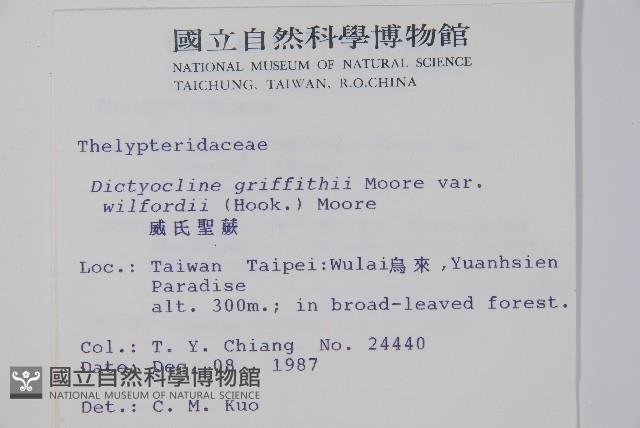 國立自然科學博物館
NATIONAL MUSEUM OF NATURAL SCIENCE
TAICHUNG, TAIWAN, R.O.CHINA
Thelypteridaceae
Dictyocline griffithii Moore var.
wilfordii (Hook.) Moore
威氏聖蕨
Loc.: Taiwan Taipei:Wulai烏來,Yuanhsien
Paradise
alt. 300m.; in broad-leaved forest.
Col.: T. Y. Chiang No. 24440
Date: Dec. 08 1987
國立自然科學博物館
NATIONAL MUSEUM OF NATURAL SCIENCE
Det.: C. M. Kuo